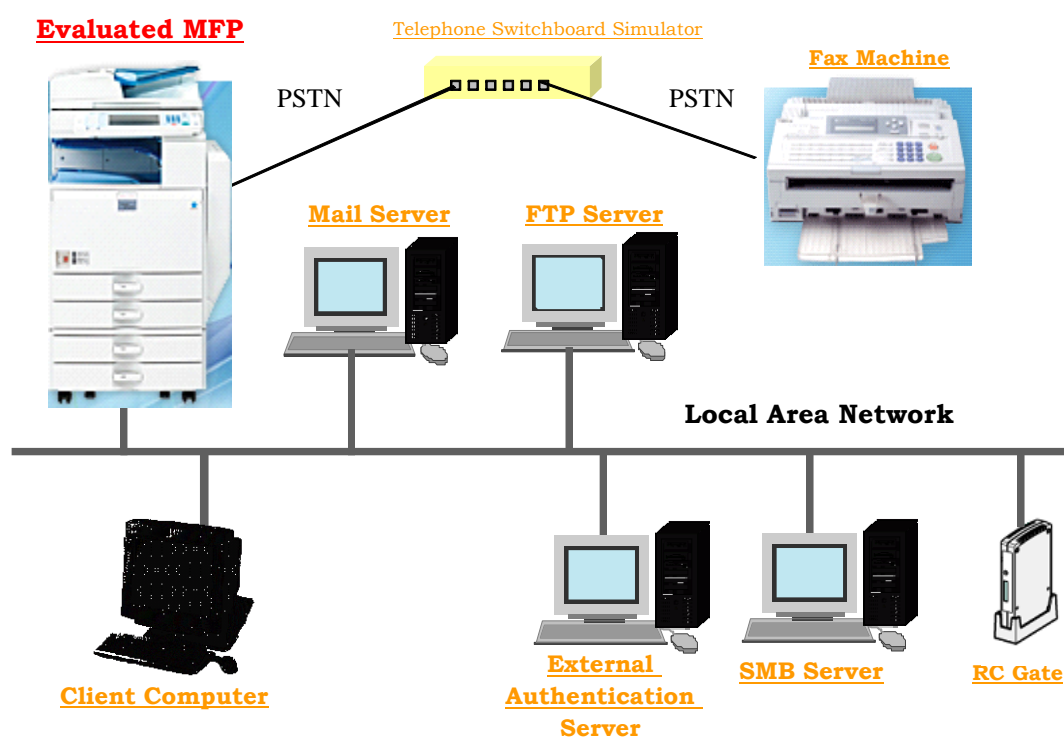 Evaluated MFP
Telephone Switchboard Simulator
Fax Machine
PSTN
PSTN
Mail Server
FTP Server
Local Area Network
Client Computer
External
Authentication
Server
SMB Server
RC Gate